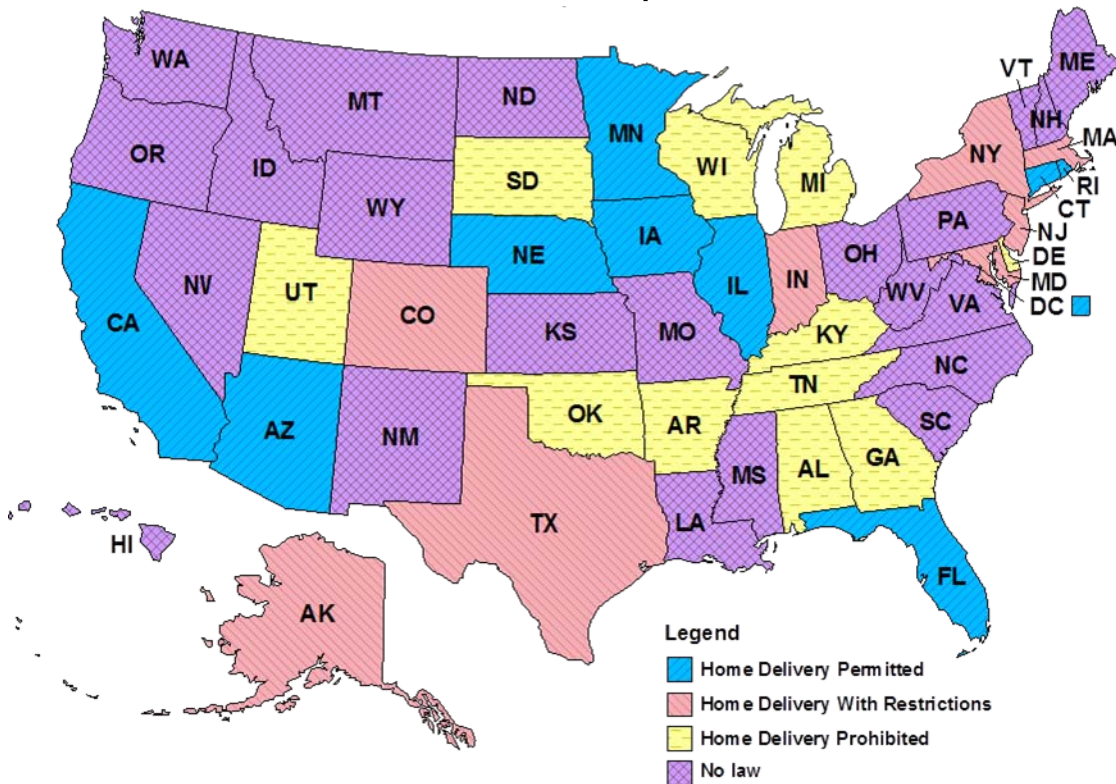 WA
MT
ND
MN
VT
ME
NH
MA
OR
ID
SD
WI
MI
NY
RI
CT
WY
NE
IA
PA
NJ
DE
MD
DC
NV
UT
CO
IL
IN
OH
WV
VA
CA
KS
MO
KY
NC
AZ
NM
OK
AR
TN
SC
MS
AL
GA
TX
LA
HI
FL
AK
Legend
Home Delivery Permitted
Home Delivery With Restrictions
Home Delivery Prohibited
No law